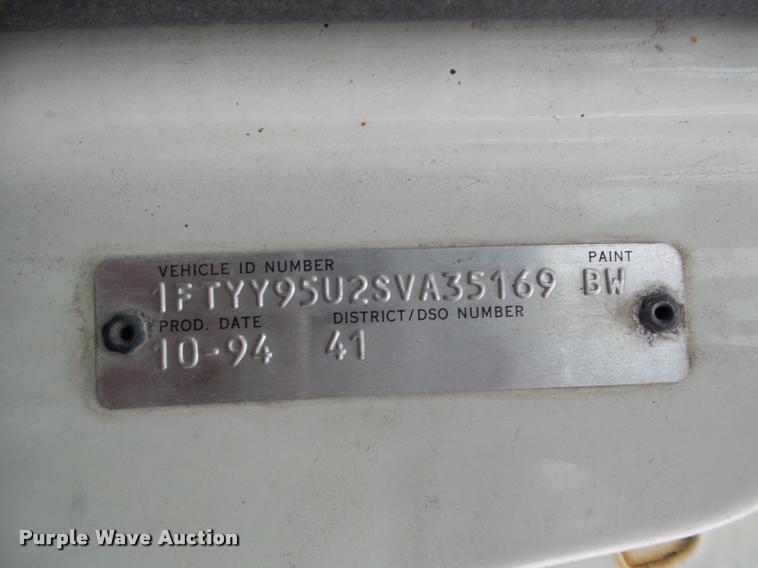 VEHICLE ID NUMBER PAINT
1FTYY95U2SVA35169 BW
PROD. DATE DISTRICT/DSO NUMBER
10-94 41
Purple Wave Auction